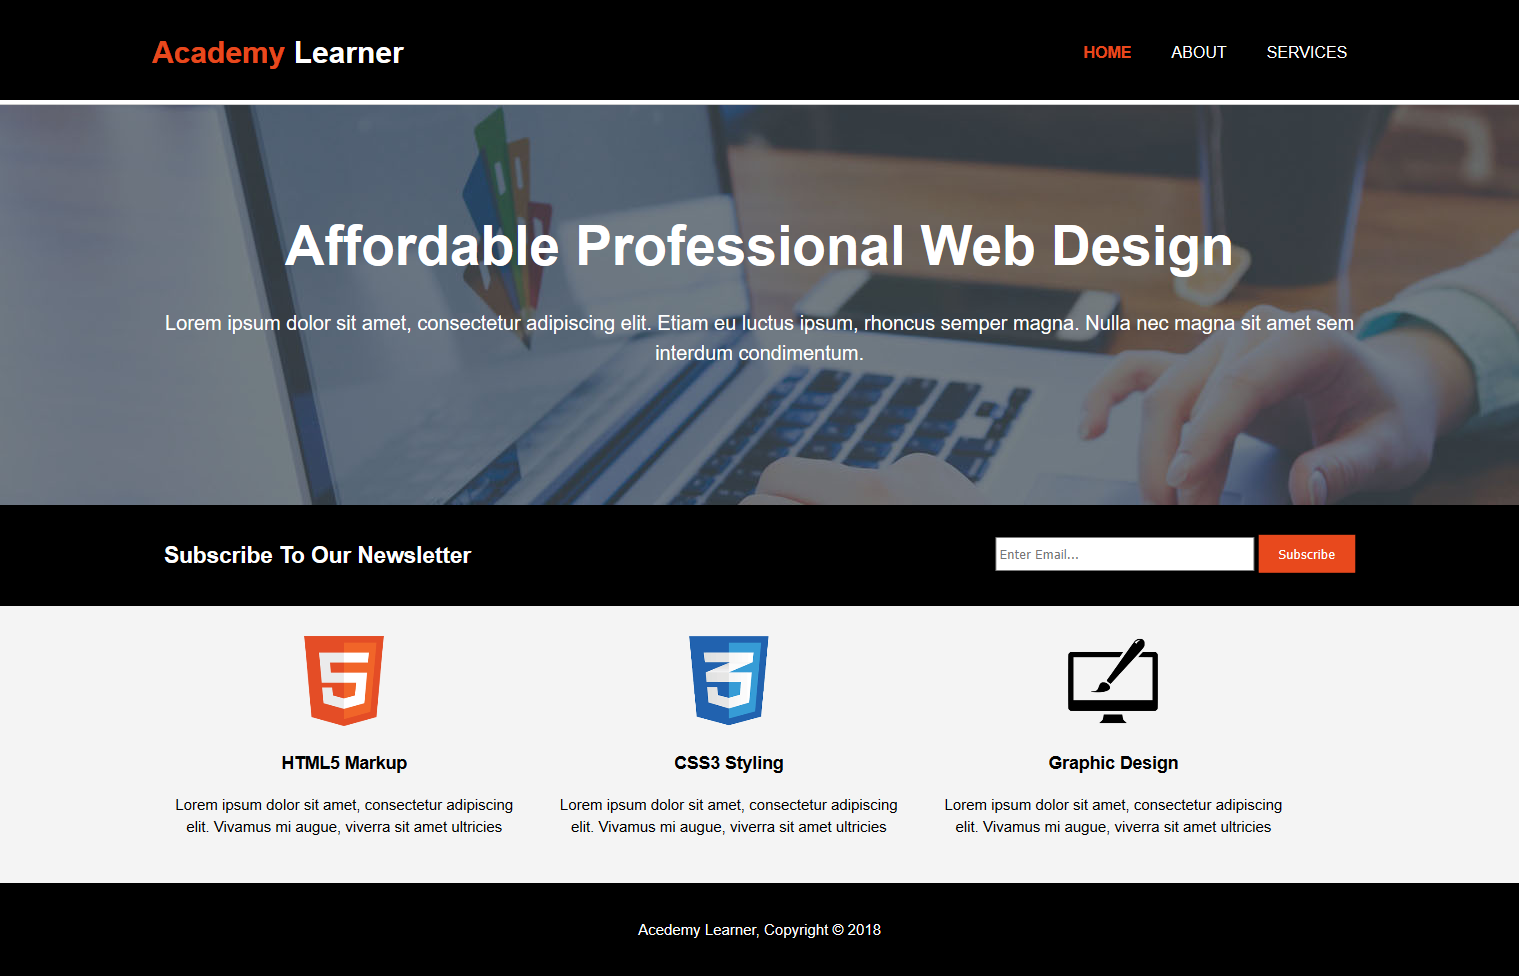 Academy Learner
HOME ABOUT SERVICES
Affordable Professional Web Design
Lorem ipsum dolor sit amet, consectetur adipiscing elit. Etiam eu luctus ipsum, rhoncus semper magna. Nulla nec magna sit amet sem
interdum condimentum.
Subscribe To Our Newsletter
Enter Email...
Subscribe
HTML5 Markup
Lorem ipsum dolor sit amet, consectetur adipiscing
elit. Vivamus mi augue, viverra sit amet ultricies
CSS3 Styling
Lorem ipsum dolor sit amet, consectetur adipiscing
elit. Vivamus mi augue, viverra sit amet ultricies
Graphic Design
Lorem ipsum dolor sit amet, consectetur adipiscing
elit. Vivamus mi augue, viverra sit amet ultricies
Acedemy Learner, Copyright © 2018